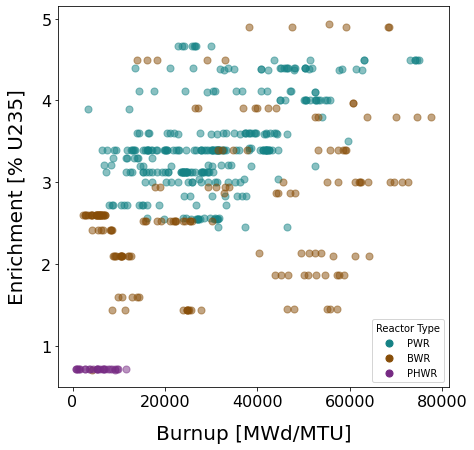 5
4
3
2
1
Enrichment [% U235]
0
20000
40000
60000
80000
Burnup [MWd/MTU]
Reactor Type
PWR
BWR
PHWR